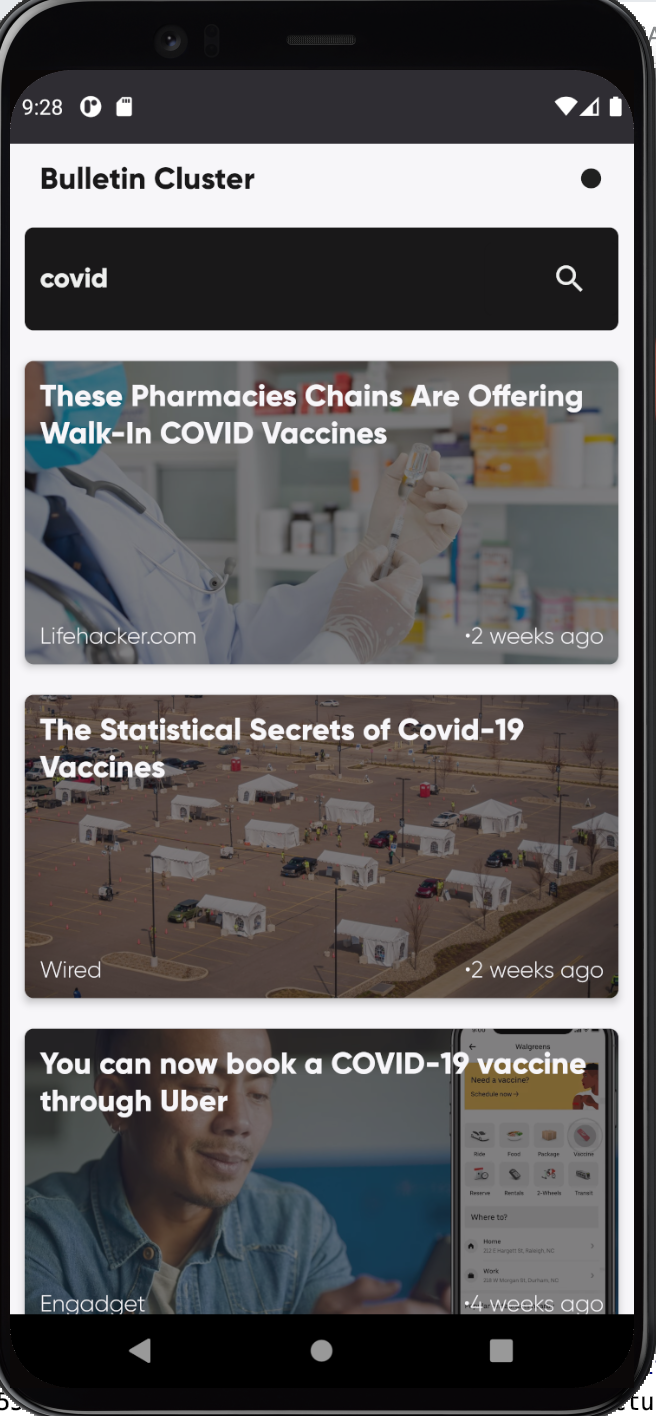 9:28
Bulletin Cluster
covid
These Pharmacies Chains Are Offering
Walk-In COVID Vaccines
Lifehacker.com •2 weeks ago
The Statistical Secrets of Covid-19
Vaccines
Wired •2 weeks ago
You can now book a COVID-19 vaccine
through Uber
Walgreens
Need a vaccine?
Schedule now →
Ride Food Package Vaccine
Reserve Rentals 2-Wheels Transit
Where to?
Home
Work
Engadget •4 weeks ago